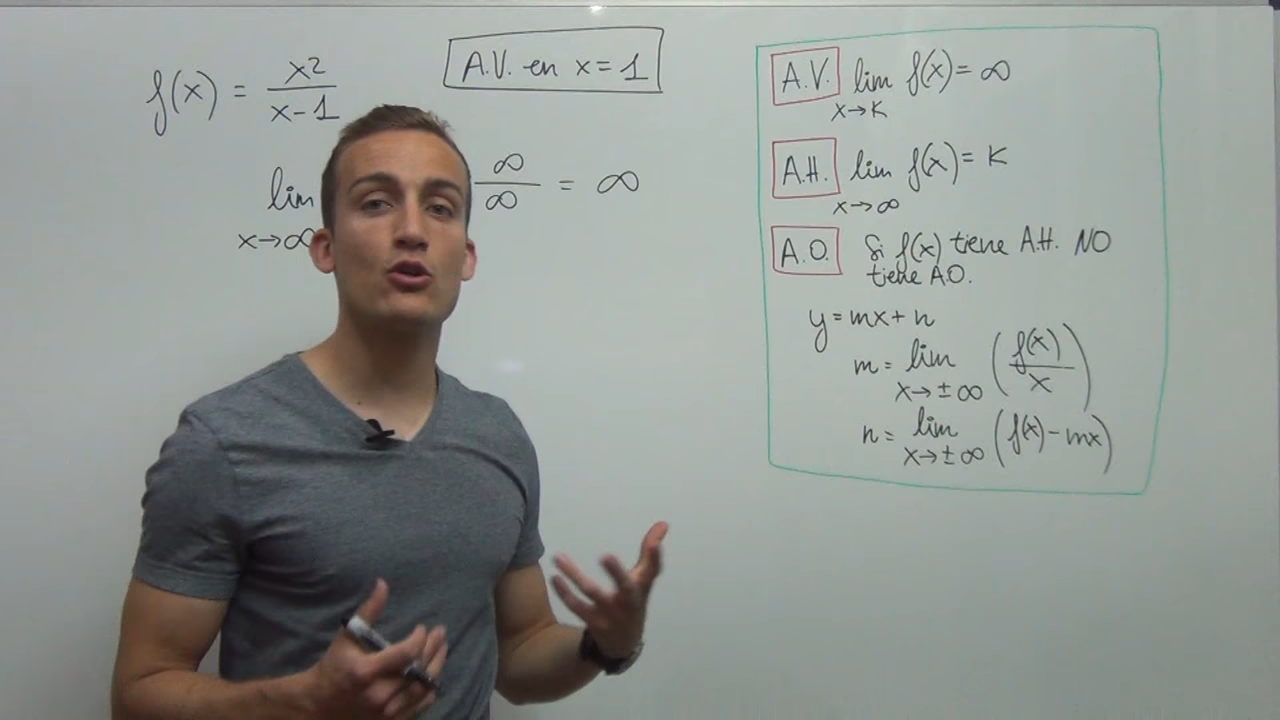 f(x) = x²/(x-1)
A.V. en x = 1
lim x→∞ ∞/∞ = ∞
A.V. lim x→K f(x) = ∞
A.H. lim x→∞ f(x) = K
A.O. Si f(x) tiene A.H. NO
tiene A.O.
y = mx + n
m = lim x→±∞ (f(x)/x)
n = lim x→±∞ (f(x) - mx)